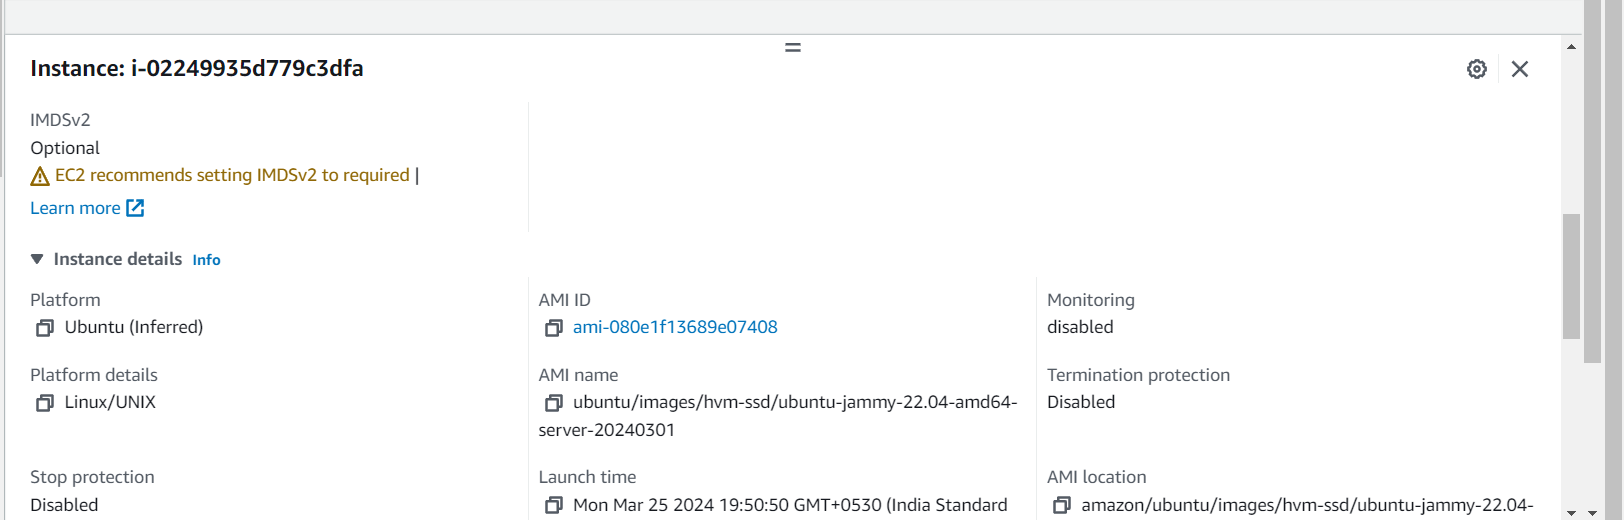 Instance: i-02249935d779c3dfa
IMDSv2
Optional
EC2 recommends setting IMDSv2 to required |
Learn more
Instance details Info
Platform
Ubuntu (Inferred)
AMI ID
ami-080e1f13689e07408
Monitoring
disabled
Platform details
Linux/UNIX
AMI name
ubuntu/images/hvm-ssd/ubuntu-jammy-22.04-amd64-
server-20240301
Termination protection
Disabled
Stop protection
Disabled
Launch time
Mon Mar 25 2024 19:50:50 GMT+0530 (India Standard
AMI location
amazon/ubuntu/images/hvm-ssd/ubuntu-jammy-22.04-